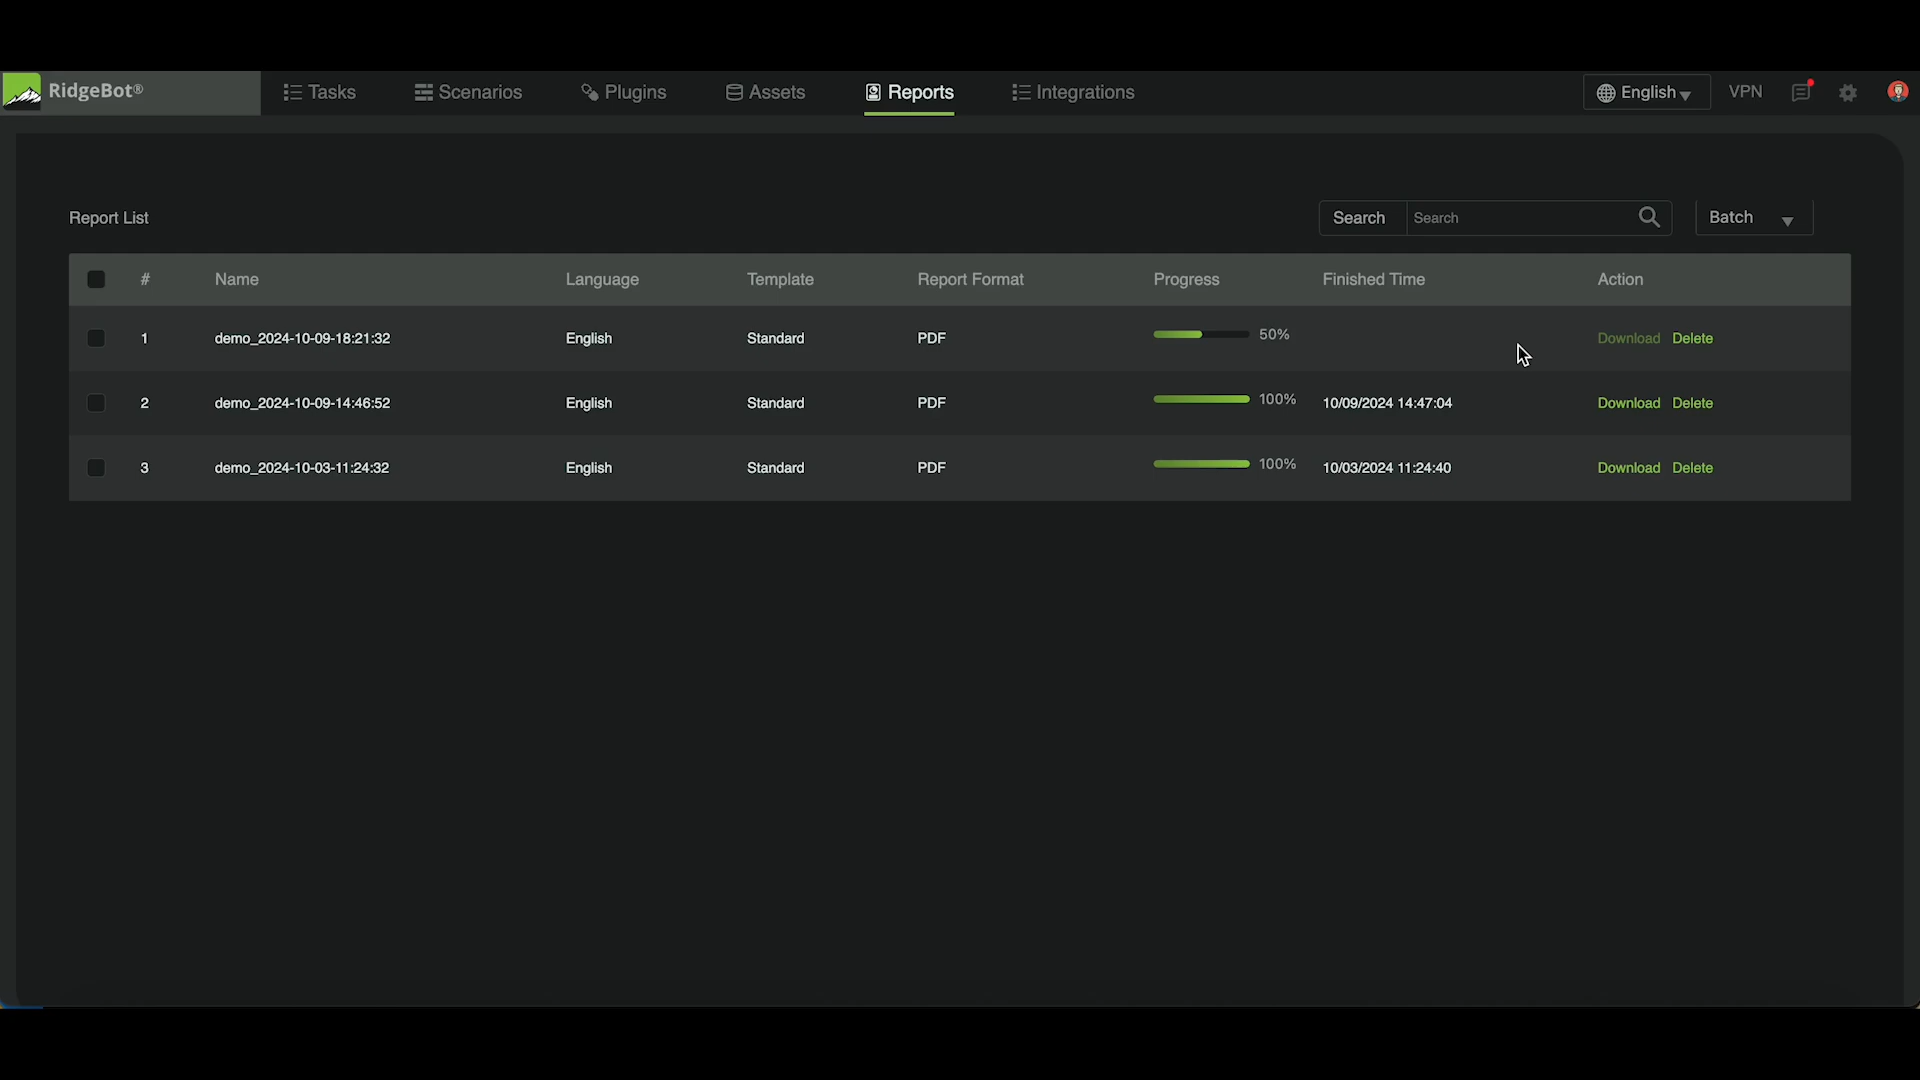 RidgeBot® Tasks Scenarios Plugins Assets Reports Integrations English VPN
Report List Search Search Batch
# Name Language Template Report Format Progress Finished Time Action
1 demo_2024-10-09-18:21:32 English Standard PDF 50% Download Delete
2 demo_2024-10-09-14:46:52 English Standard PDF 100% 10/09/2024 14:47:04 Download Delete
3 demo_2024-10-03-11:24:32 English Standard PDF 100% 10/03/2024 11:24:40 Download Delete